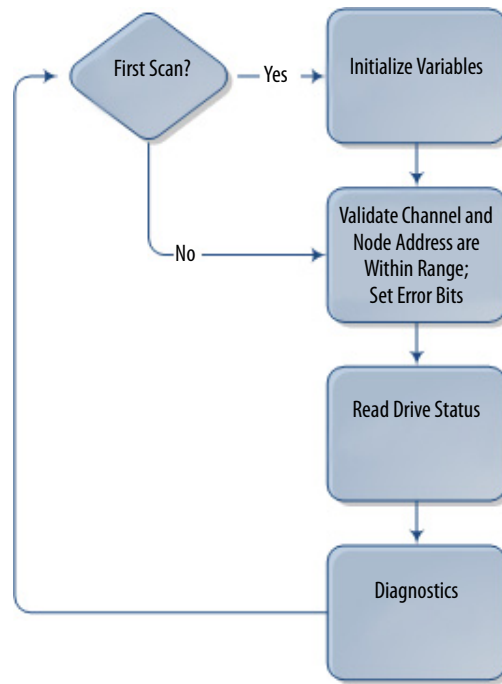 First Scan?
Yes
Initialize Variables
No
Validate Channel and
Node Address are
Within Range;
Set Error Bits
Read Drive Status
Diagnostics